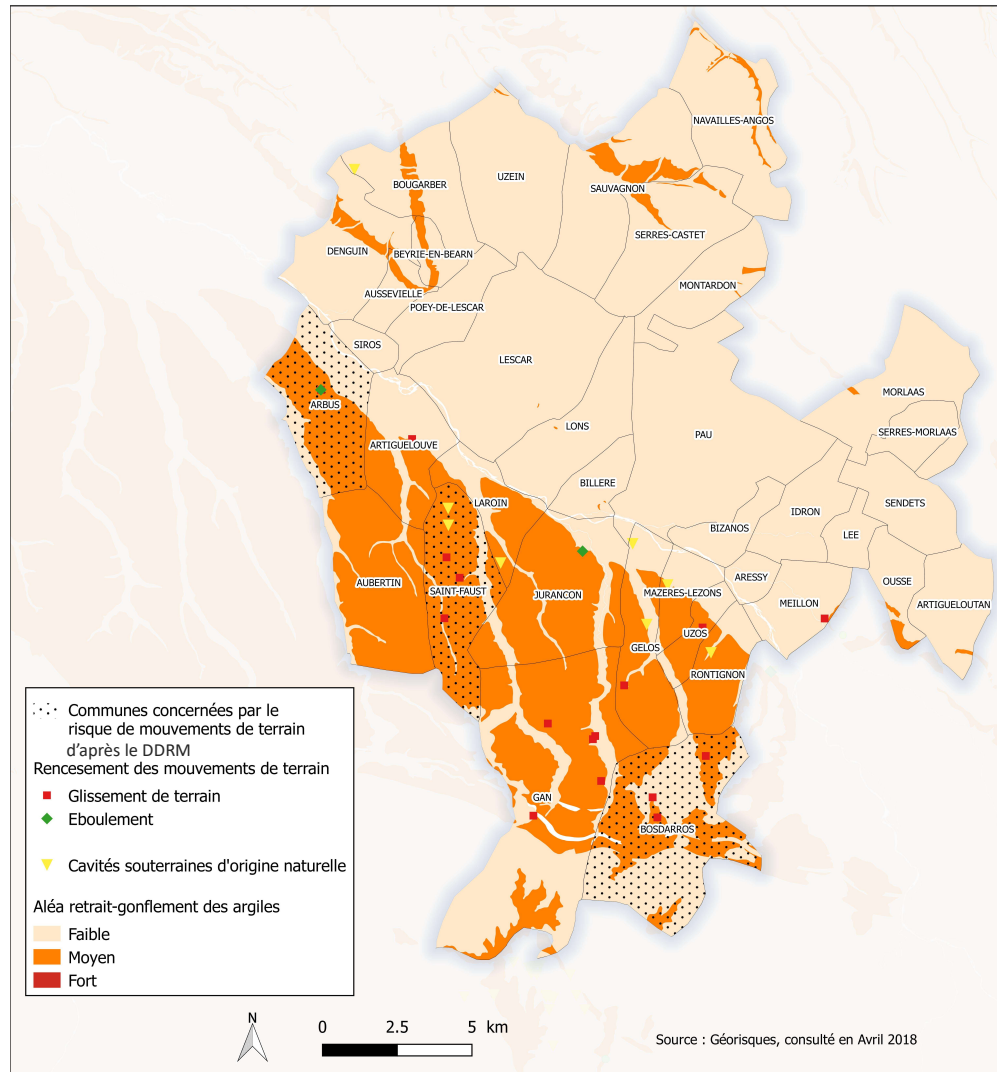 NAVAILLES-ANGOS
UZEIN
BOUGARBER
SAUVAGNON
SERRES-CASTET
DENGUIN
BEYRIE-EN-BEARN
MONTARDON
AUSSEVIELLE
POEY-DE-LESCAR
SIROS
LESCAR
MORLAAS
ARBUS
SERRES-MORLAAS
LONS
PAU
ARTIGUELOUVE
BILLERE
LAROIN
SENDETS
IDRON
BIZANOS
LEE
AUBERTIN
SAINT-FAUST
JURANCON
MAZERES-LEZONS
ARESSY
OUSSE
MEILLON
ARTIGUELOUTAN
UZOS
GELOS
RONTIGNON
GAN
BOSDARROS
Communes concernées par le
risque de mouvements de terrain
d'après le DDRM
Rencesement des mouvements de terrain
Glissement de terrain
Eboulement
Cavités souterraines d'origine naturelle
Aléa retrait-gonflement des argiles
Faible
Moyen
Fort
N
0 2.5 5 km
Source : Géorisques, consulté en Avril 2018